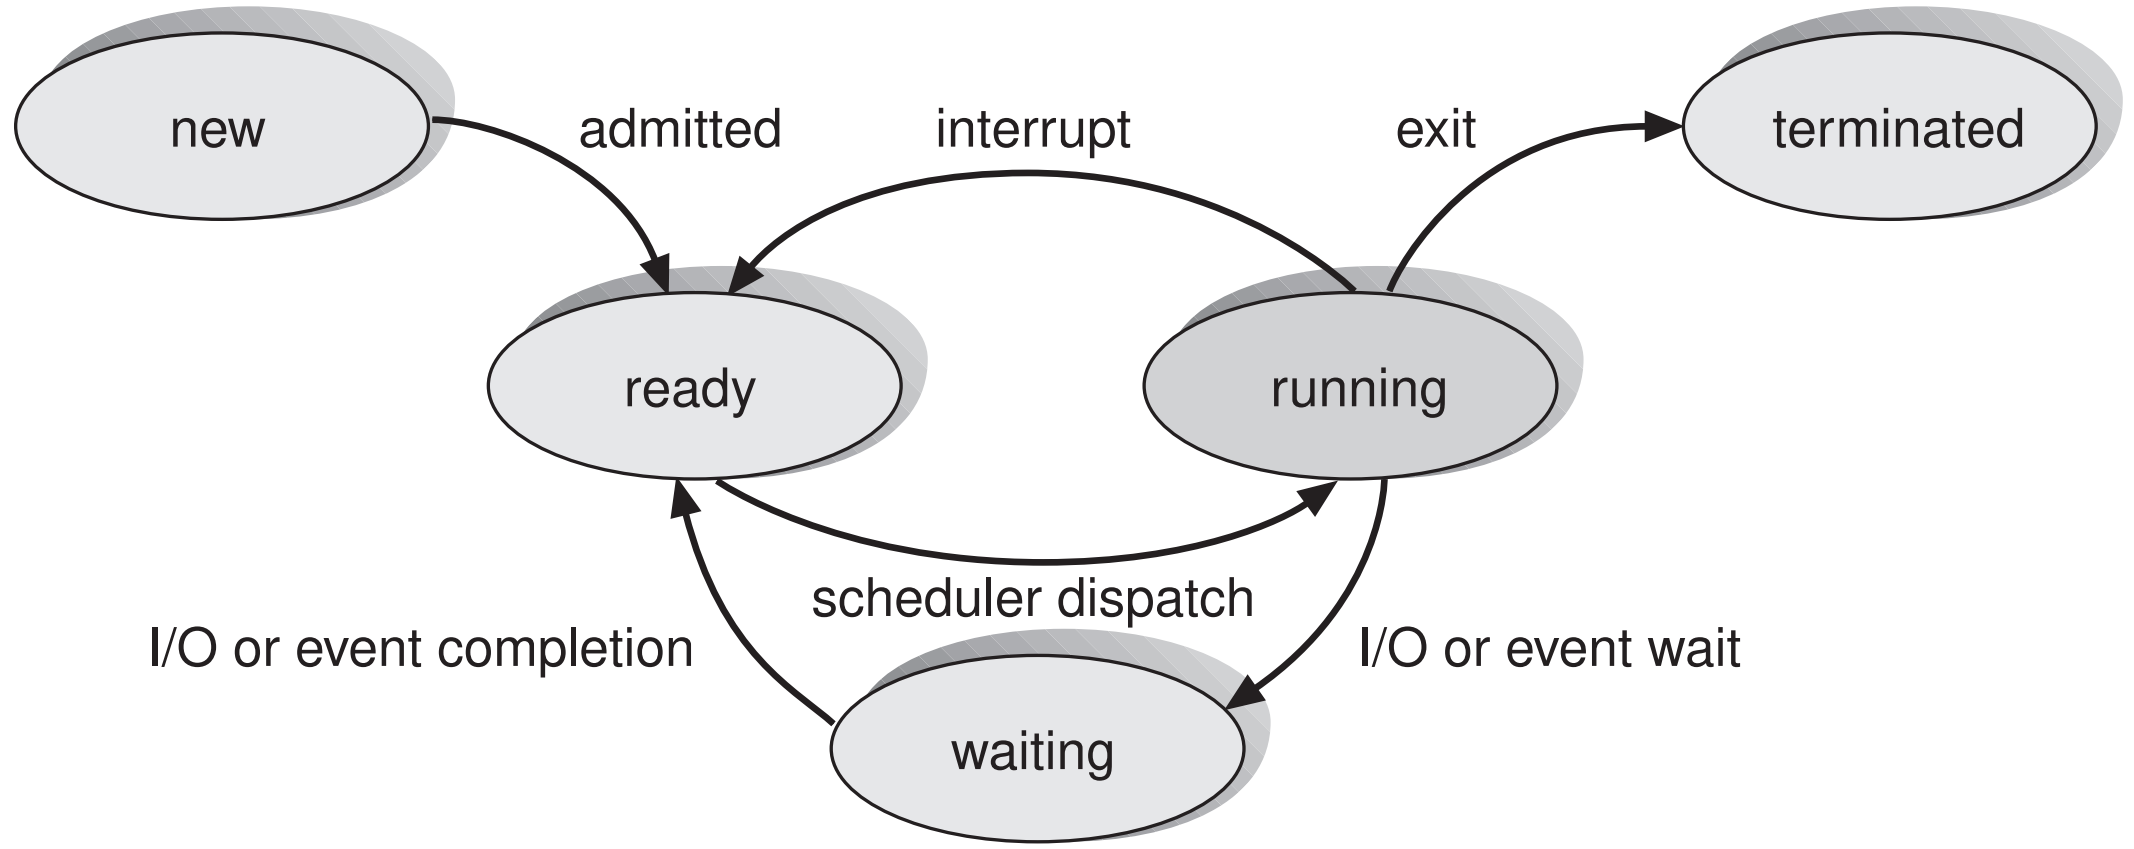 new
admitted
interrupt
exit
terminated
ready
running
scheduler dispatch
I/O or event completion
I/O or event wait
waiting